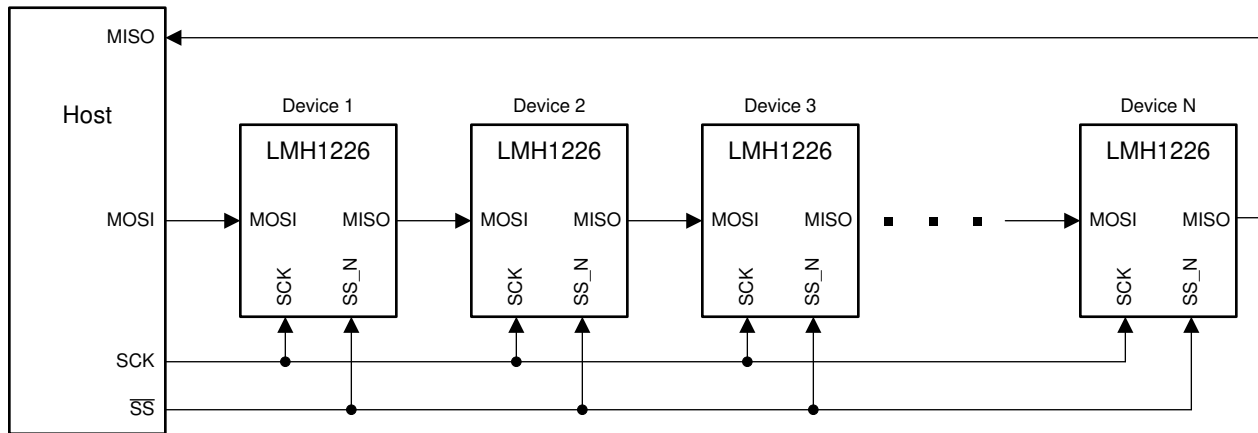 MISO
Host
Device 1 Device 2 Device 3 Device N
LMH1226 LMH1226 LMH1226 LMH1226
MOSI MOSI MISO MOSI MISO MOSI MISO MOSI MISO
SCK SS_N SCK SS_N SCK SS_N SCK SS_N
SCK
S̅S̅